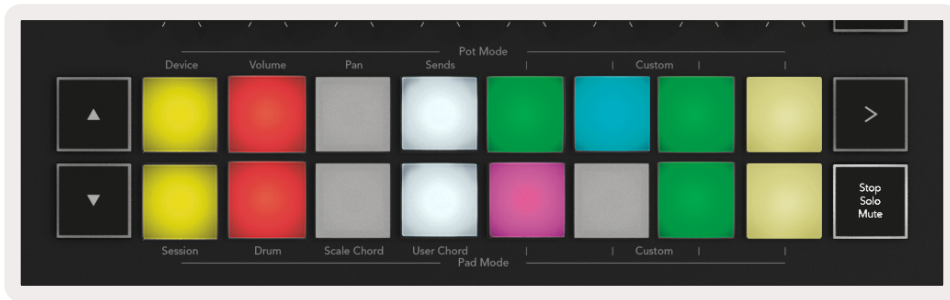 Pot Mode
Device Volume Pan Sends Custom
Stop
Solo
Mute
Session Drum Scale Chord User Chord Custom
Pad Mode